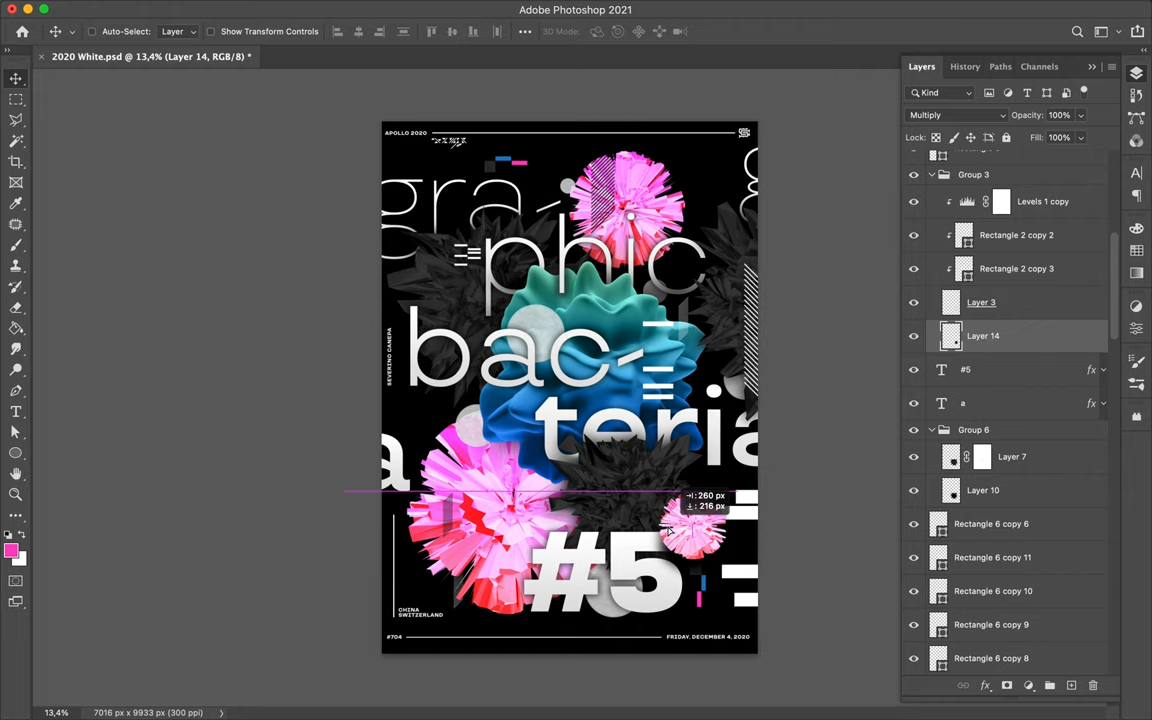 Adobe Photoshop 2021
Auto-Select:
Layer
Show Transform Controls
3D Mode:
2020 White.psd @ 13,4% (Layer 14, RGB/8) *
Layers
History
Paths
Channels
Kind
Multiply
Opacity: 100%
Lock:
Fill: 100%
Group 3
Levels 1 copy
Rectangle 2 copy 2
Rectangle 2 copy 3
Layer 3
Layer 14
#5
a
Group 6
Layer 7
Layer 10
Rectangle 6 copy 6
Rectangle 6 copy 11
Rectangle 6 copy 10
Rectangle 6 copy 9
Rectangle 6 copy 8
APOLLO 2020
gra
phic
bac
teria
a
SEVERINO CANEPA
260 px
216 px
#5
CHINA
SWITZERLAND
#704
FRIDAY, DECEMBER 4, 2020
13,4%
7016 px x 9933 px (300 ppi)